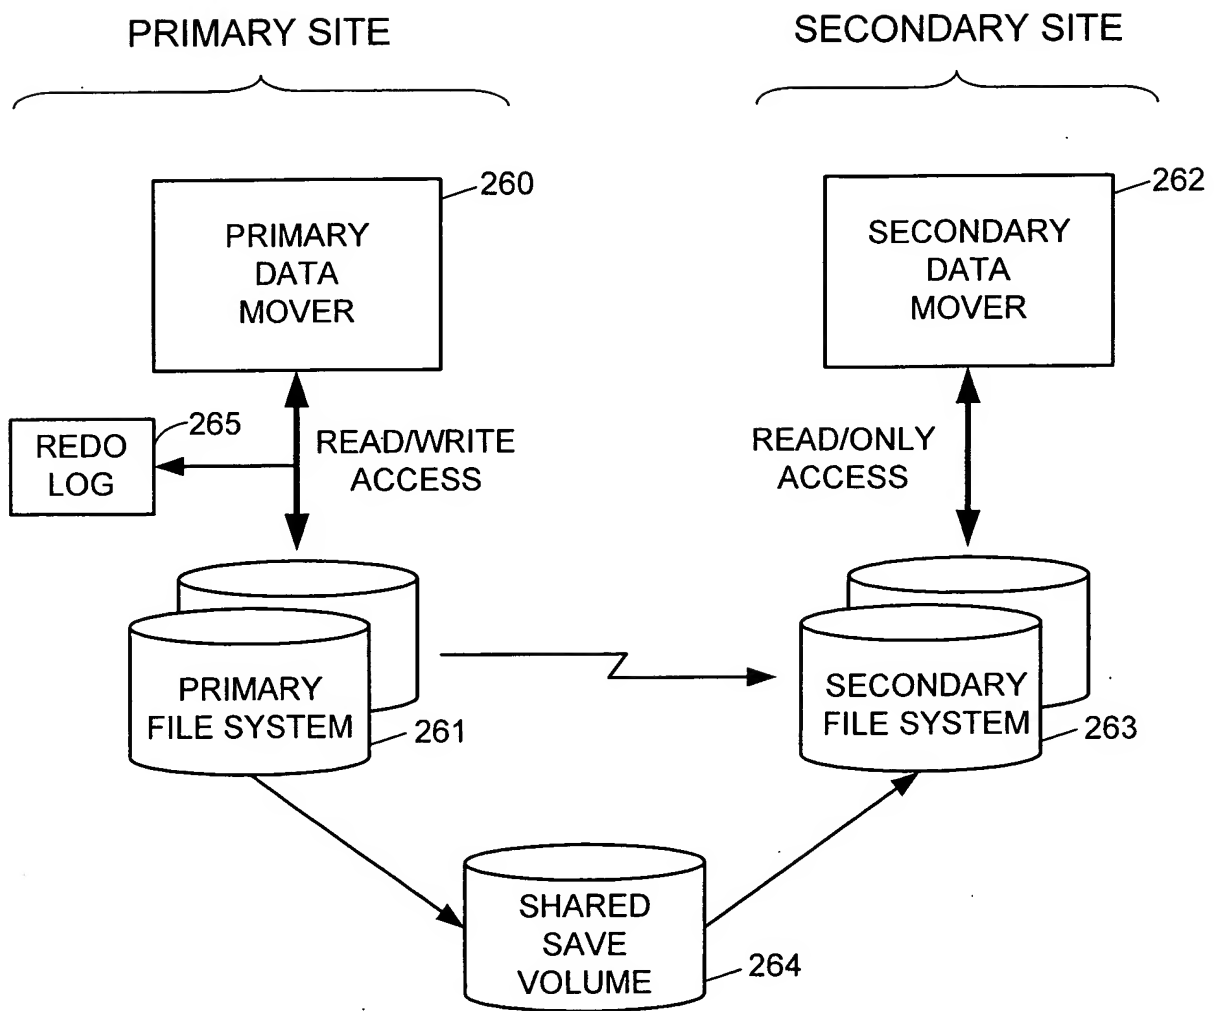 PRIMARY SITE
SECONDARY SITE
260
PRIMARY
DATA
MOVER
262
SECONDARY
DATA
MOVER
265
REDO
LOG
READ/WRITE
ACCESS
READ/ONLY
ACCESS
PRIMARY
FILE SYSTEM
261
SECONDARY
FILE SYSTEM
263
SHARED
SAVE
VOLUME
264